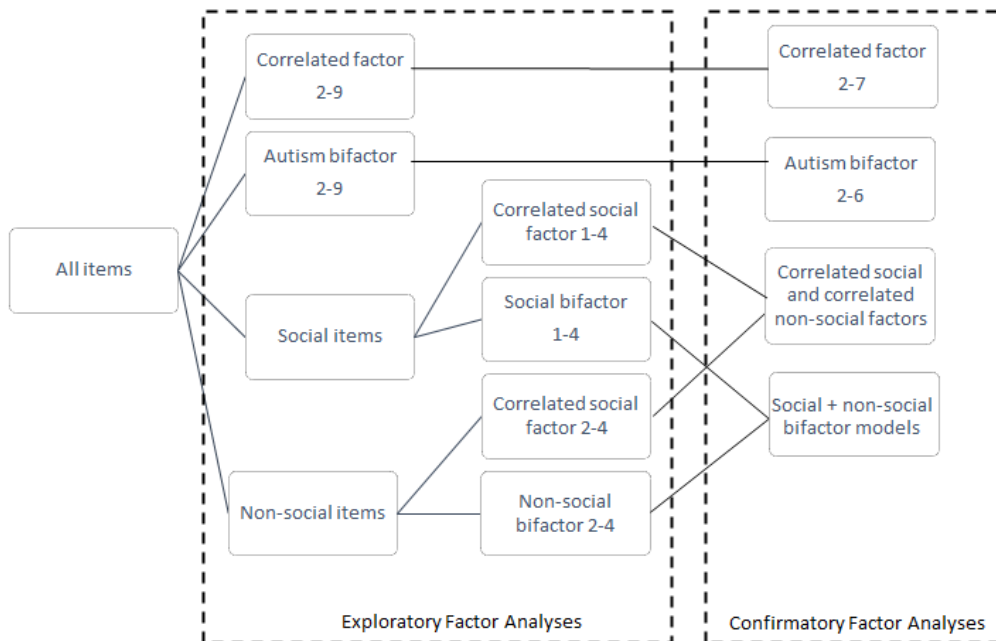 All items
Correlated factor
2-9
Autism bifactor
2-9
Social items
Non-social items
Correlated social
factor 1-4
Social bifactor
1-4
Correlated social
factor 2-4
Non-social
bifactor 2-4
Exploratory Factor Analyses
Correlated factor
2-7
Autism bifactor
2-6
Correlated social
and correlated
non-social factors
Social + non-social
bifactor models
Confirmatory Factor Analyses